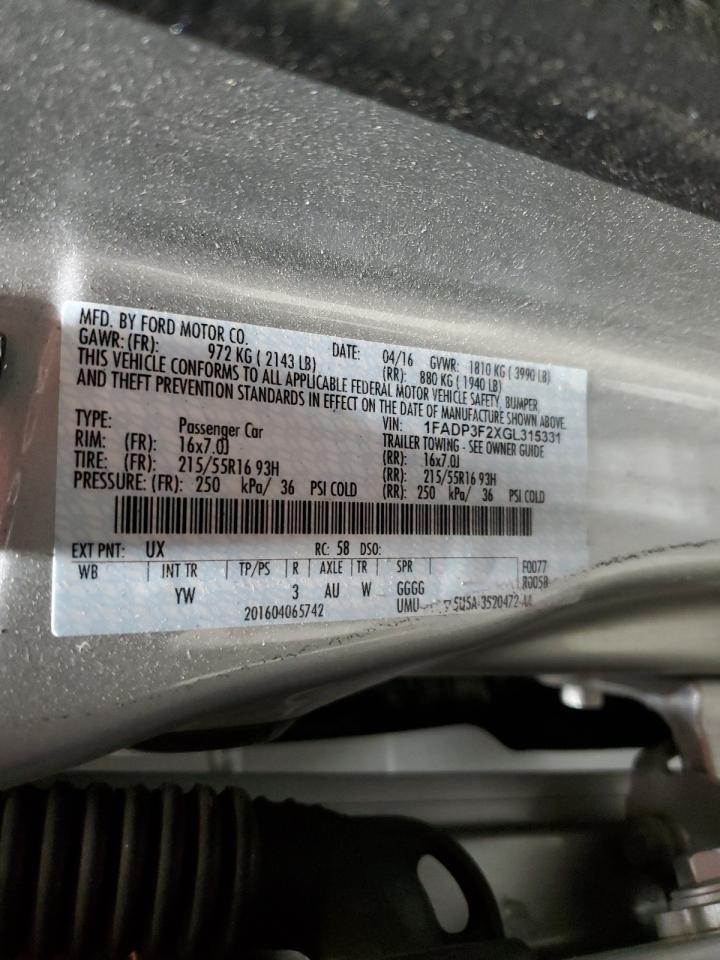 MFD. BY FORD MOTOR CO.
DATE: 04/16 GVWR: 1810 KG ( 3990 LB)
GAWR: (FR): 972 KG ( 2143 LB) (RR): 880 KG ( 1940 LB)
THIS VEHICLE CONFORMS TO ALL APPLICABLE FEDERAL MOTOR VEHICLE SAFETY, BUMPER,
AND THEFT PREVENTION STANDARDS IN EFFECT ON THE DATE OF MANUFACTURE SHOWN ABOVE.
VIN: 1FADP3F2XGL315331
TYPE: Passenger Car TRAILER TOWING - SEE OWNER GUIDE
RIM: (FR): 16x7.0J (RR): 16x7.0J
TIRE: (FR): 215/55R16 93H (RR): 215/55R16 93H
PRESSURE: (FR): 250 kPa/ 36 PSI COLD (RR): 250 kPa/ 36 PSI COLD
EXT PNT: UX RC: 58 DSO:
WB INT TR TP/PS R AXLE TR SPR F0077
R0058
YW 3 AU W GGGG
201604065742 UMU 5U5A-3520472-AA